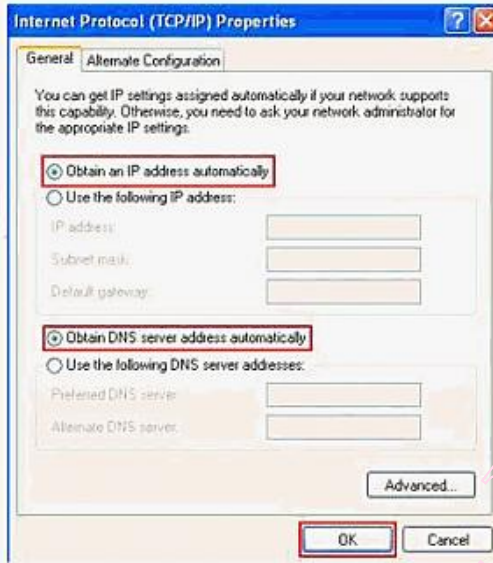 Internet Protocol (TCP/IP) Properties
General Alternate Configuration
You can get IP settings assigned automatically if your network supports
this capability. Otherwise, you need to ask your network administrator for
the appropriate IP settings.
Obtain an IP address automatically
Use the following IP address:
IP address:
Subnet mask:
Default gateway:
Obtain DNS server address automatically
Use the following DNS server addresses:
Preferred DNS server:
Alternate DNS server:
Advanced...
OK Cancel